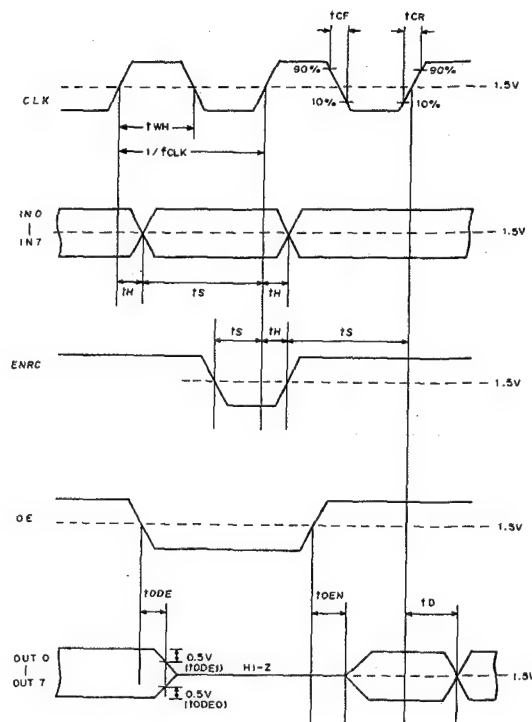 tCF tCR
90% 90%
CLK 10% 10% 1.5V
tWH
1/fCLK
IN0
|
IN7 1.5V
tH tS tH
tS tH tS
ENRC
1.5V
OE 1.5V
tODE tOEN tD
OUT 0
|
OUT 7
0.5V
(tODE1)
HI-Z
0.5V
(tODE0)
1.5V